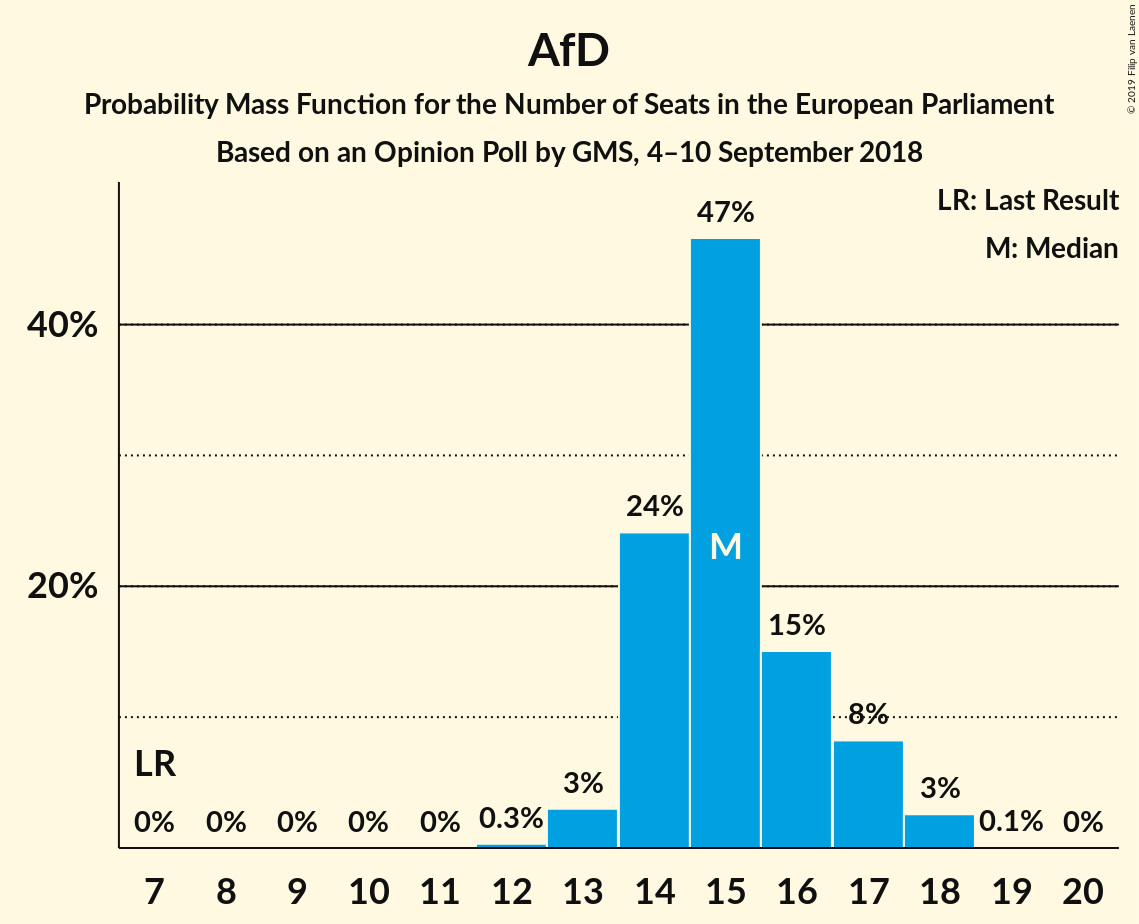 AfD
Probability Mass Function for the Number of Seats in the European Parliament
Based on an Opinion Poll by GMS, 4–10 September 2018
© 2019 Filip van Laenen
LR: Last Result
M: Median
47%
40%
24%
M
20%
15%
8%
LR
3%
3%
0%
0%
0%
0%
0%
0.3%
0.1%
0%
7 8 9 10 11 12 13 14 15 16 17 18 19 20